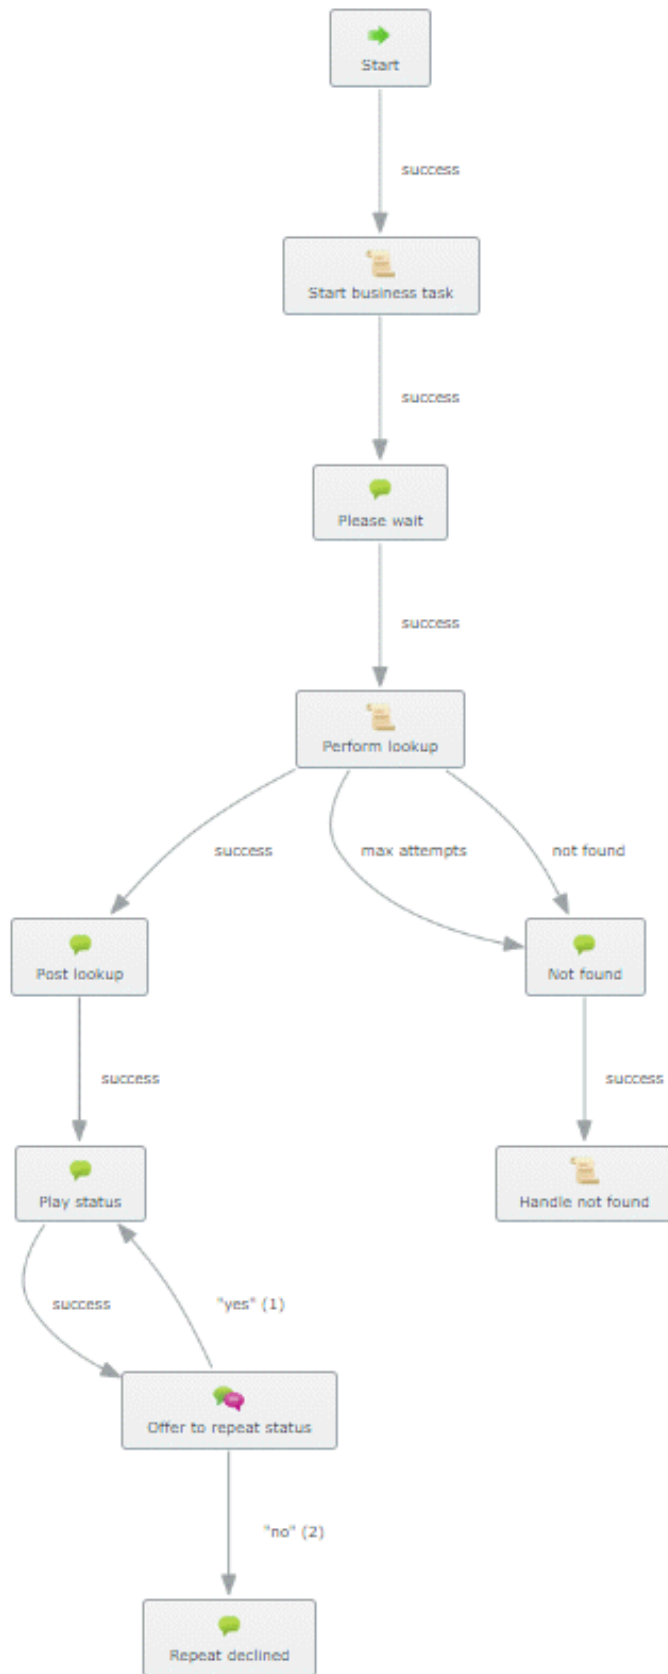 Start
success
Start business task
success
Please wait
success
Perform lookup
success
max attempts
not found
Post lookup
Not found
success
success
Play status
Handle not found
success
"yes" (1)
Offer to repeat status
"no" (2)
Repeat declined